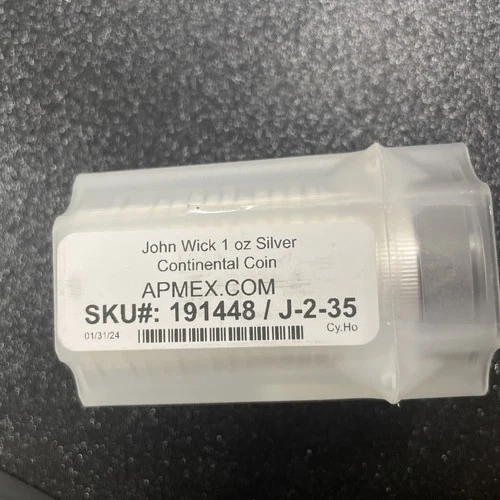 John Wick 1 oz Silver
Continental Coin
APMEX.COM
SKU#: 191448 / J-2-35
01/31/24
Cy.Ho